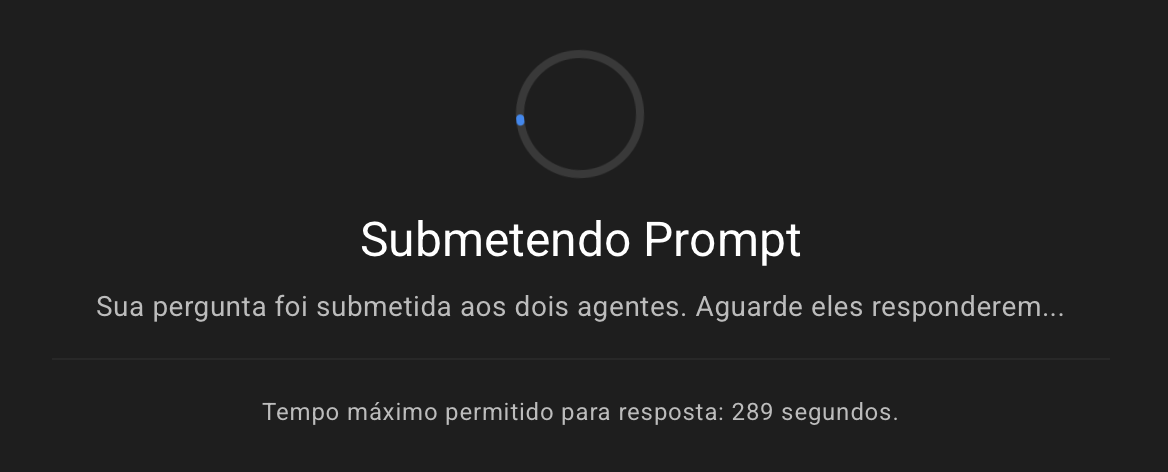 Submetendo Prompt
Sua pergunta foi submetida aos dois agentes. Aguarde eles responderem...
Tempo máximo permitido para resposta: 289 segundos.